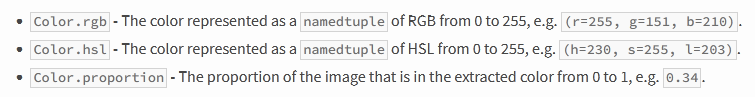 • Color.rgb - The color represented as a namedtuple of RGB from 0 to 255, e.g. (r=255, g=151, b=210).
• Color.hsl - The color represented as a namedtuple of HSL from 0 to 255, e.g. (h=230, s=255, l=203).
• Color.proportion - The proportion of the image that is in the extracted color from 0 to 1, e.g. 0.34.